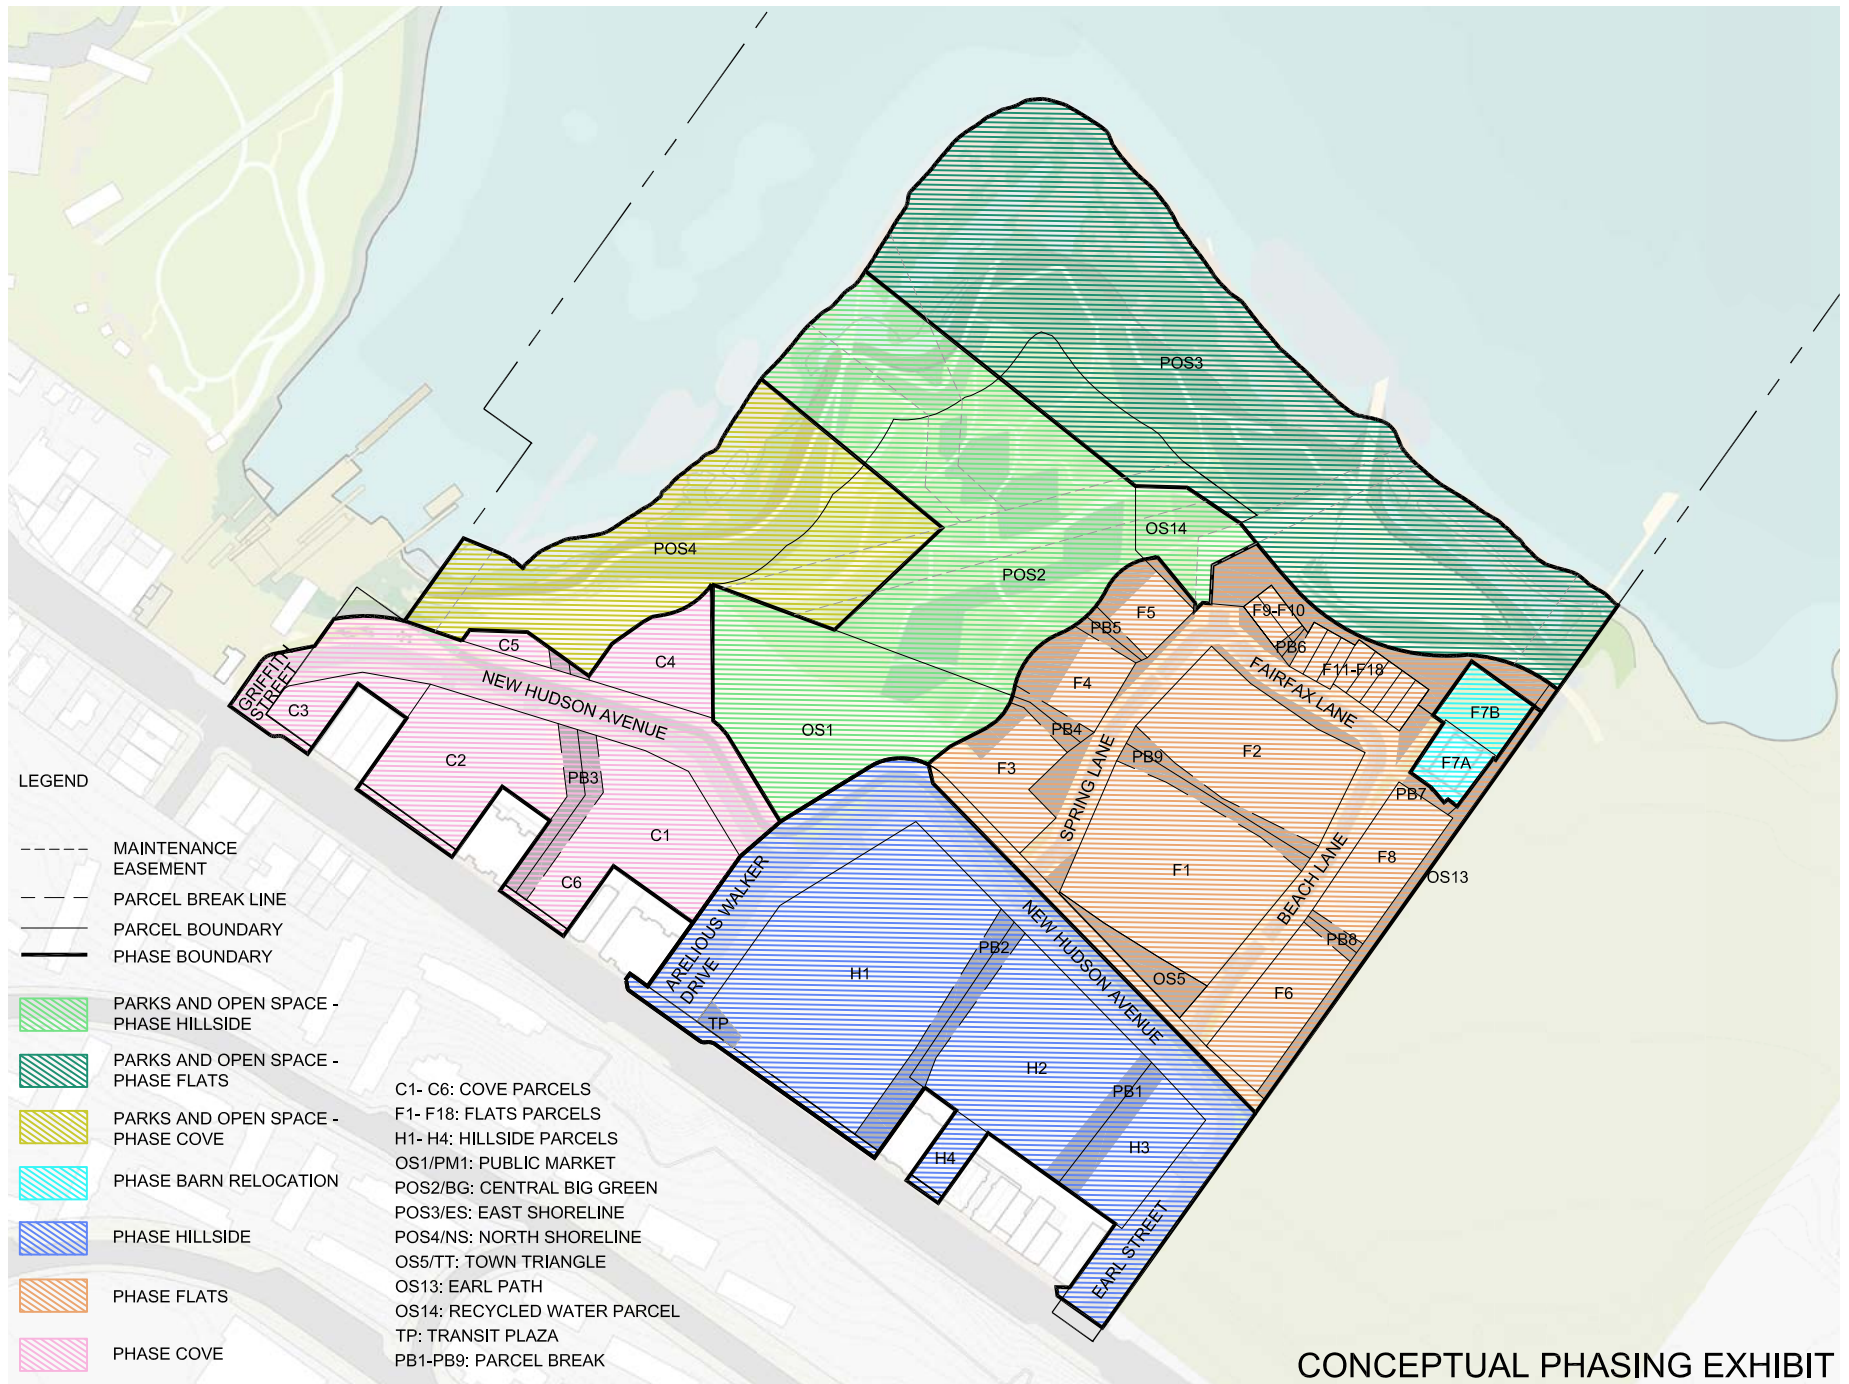 POS3
OS14
POS4
POS2
F5
F9-F10
PB5
PB6
C5
C4
F11-F18
F4
FAIRFAX LANE
GRIFFITH
STREET
NEW HUDSON AVENUE
C3
F7B
OS1
PB4
F2
PB9
C2
F3
F7A
PB3
SPRING LANE
PB7
C1
F8
F1
OS13
C6
BEACH LANE
ARELIOUS WALKER
DRIVE
NEW HUDSON AVENUE
PB2
PB8
H1
OS5
F6
TP
H2
PB1
H3
H4
EARL STREET
LEGEND
MAINTENANCE
EASEMENT
PARCEL BREAK LINE
PARCEL BOUNDARY
PHASE BOUNDARY
PARKS AND OPEN SPACE -
PHASE HILLSIDE
PARKS AND OPEN SPACE -
PHASE FLATS
PARKS AND OPEN SPACE -
PHASE COVE
PHASE BARN RELOCATION
PHASE HILLSIDE
PHASE FLATS
PHASE COVE
C1- C6: COVE PARCELS
F1- F18: FLATS PARCELS
H1- H4: HILLSIDE PARCELS
OS1/PM1: PUBLIC MARKET
POS2/BG: CENTRAL BIG GREEN
POS3/ES: EAST SHORELINE
POS4/NS: NORTH SHORELINE
OS5/TT: TOWN TRIANGLE
OS13: EARL PATH
OS14: RECYCLED WATER PARCEL
TP: TRANSIT PLAZA
PB1-PB9: PARCEL BREAK
CONCEPTUAL PHASING EXHIBIT